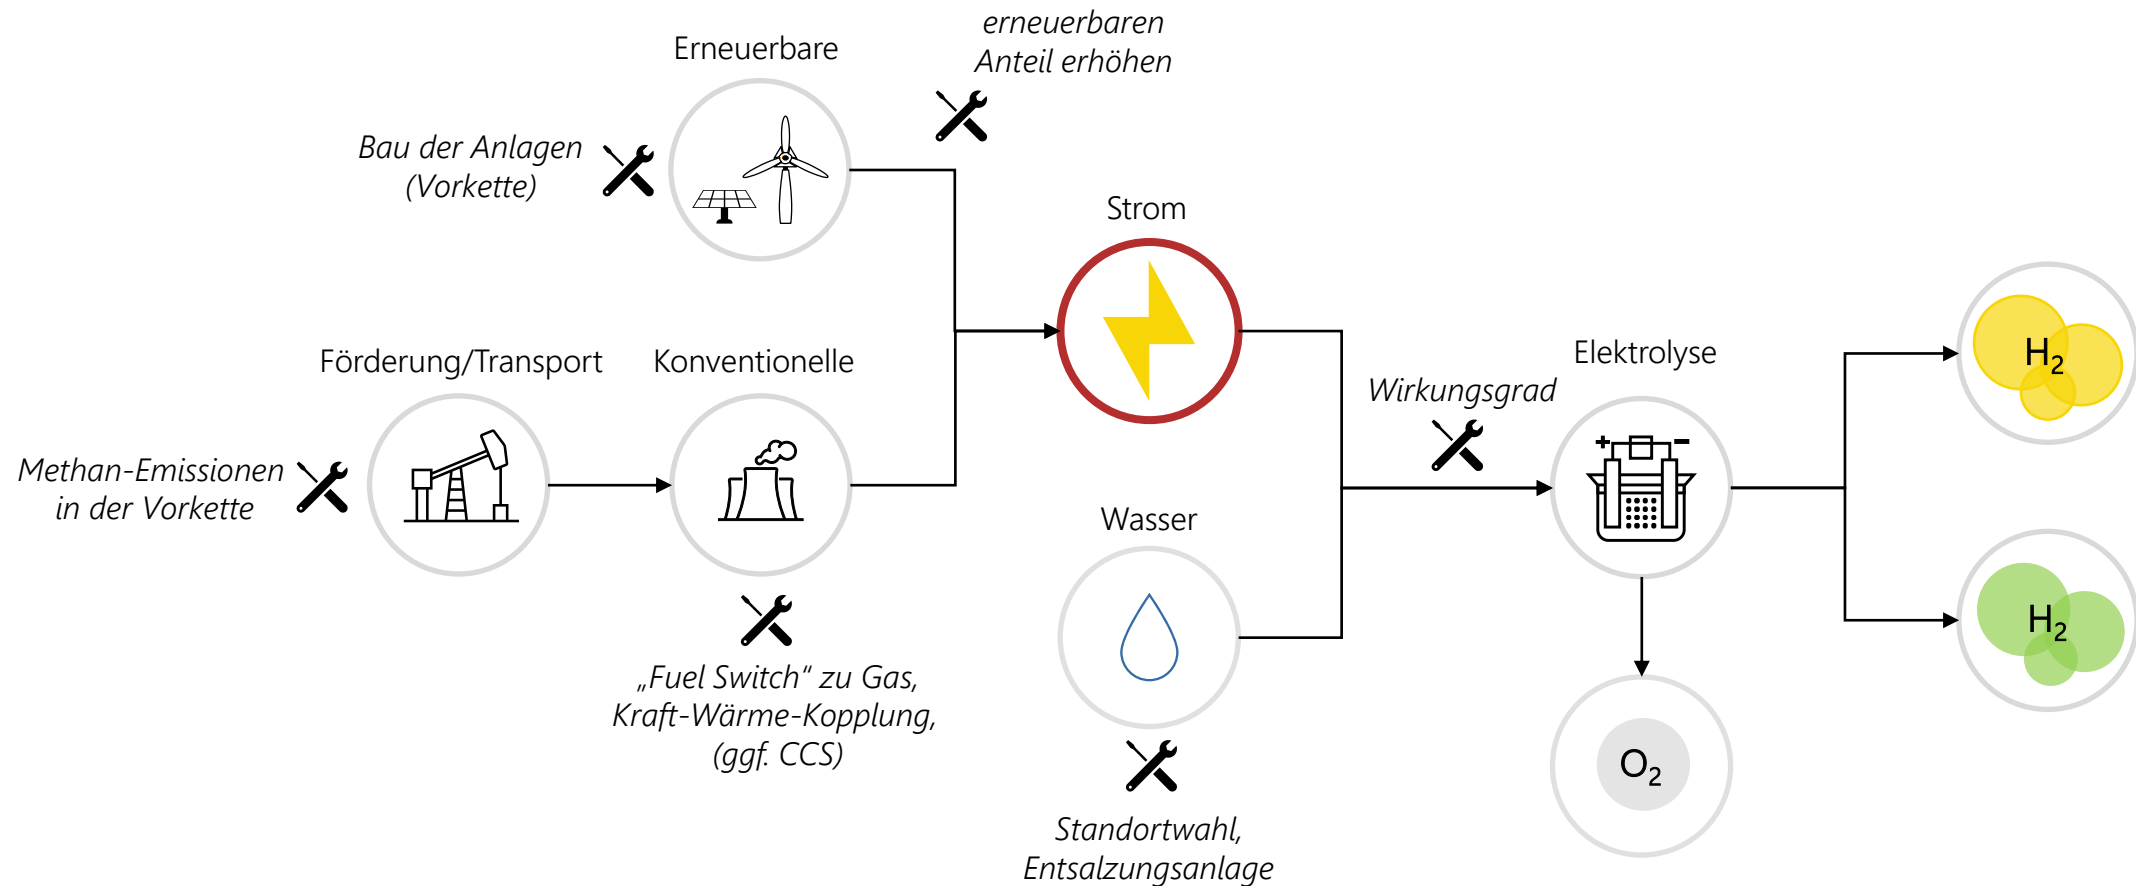 erneuerbaren
Anteil erhöhen
Erneuerbare
Bau der Anlagen
(Vorkette)
Strom
Förderung/Transport
Konventionelle
Elektrolyse
H₂
Wirkungsgrad
+
−
Methan-Emissionen
in der Vorkette
Wasser
H₂
„Fuel Switch“ zu Gas,
Kraft-Wärme-Kopplung,
(ggf. CCS)
O₂
Standortwahl,
Entsalzungsanlage